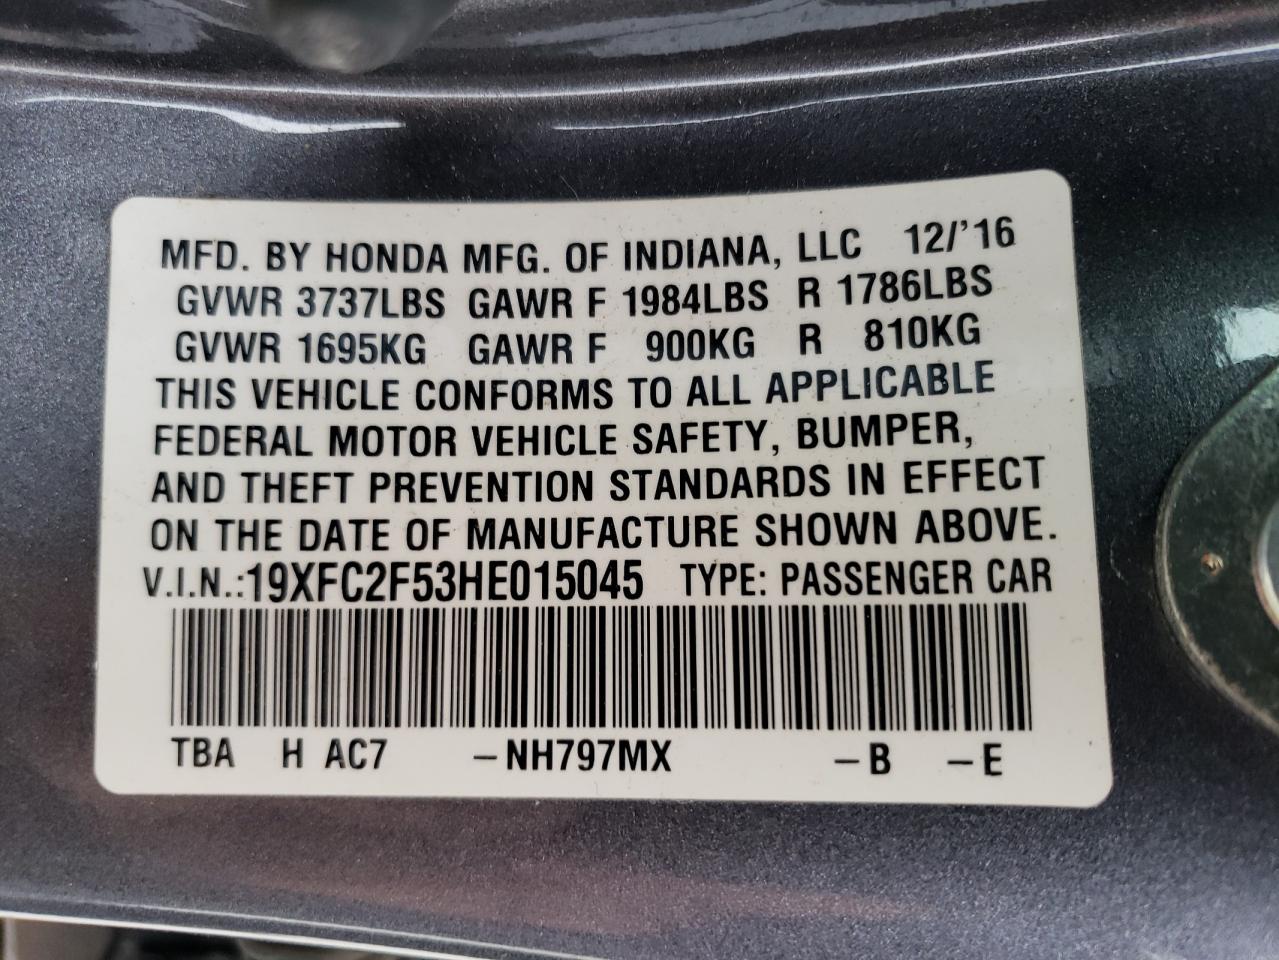 MFD. BY HONDA MFG. OF INDIANA, LLC 12/'16
GVWR 3737LBS GAWR F 1984LBS R 1786LBS
GVWR 1695KG GAWR F 900KG R 810KG
THIS VEHICLE CONFORMS TO ALL APPLICABLE
FEDERAL MOTOR VEHICLE SAFETY, BUMPER,
AND THEFT PREVENTION STANDARDS IN EFFECT
ON THE DATE OF MANUFACTURE SHOWN ABOVE.
V.I.N.:19XFC2F53HE015045 TYPE: PASSENGER CAR
TBA H AC7 –NH797MX –B –E